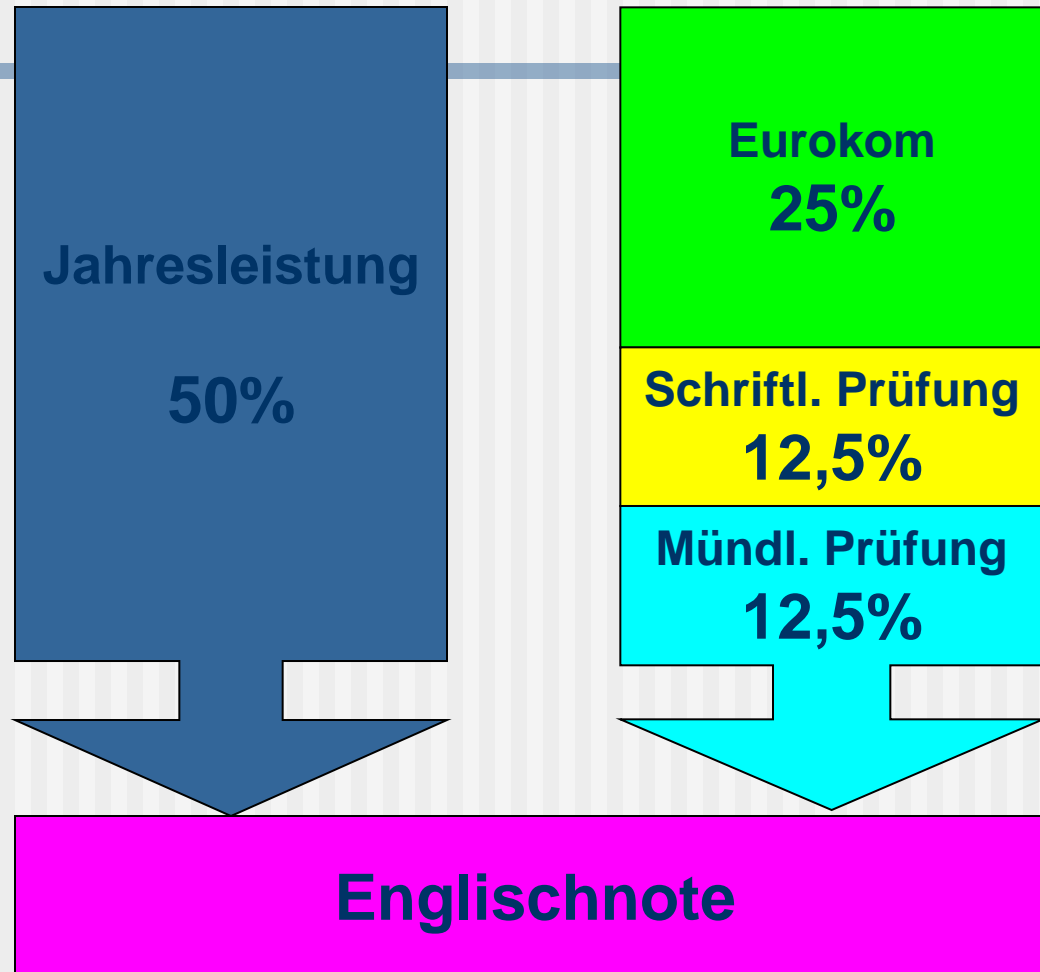 Jahresleistung
50%
Eurokom
25%
Schriftl. Prüfung
12,5%
Mündl. Prüfung
12,5%
Englischnote